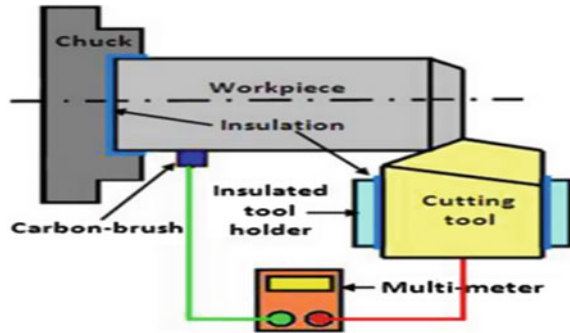 Chuck
Workpiece
Insulation
Insulated
tool
holder
Cutting
tool
Carbon-brush
Multi-meter